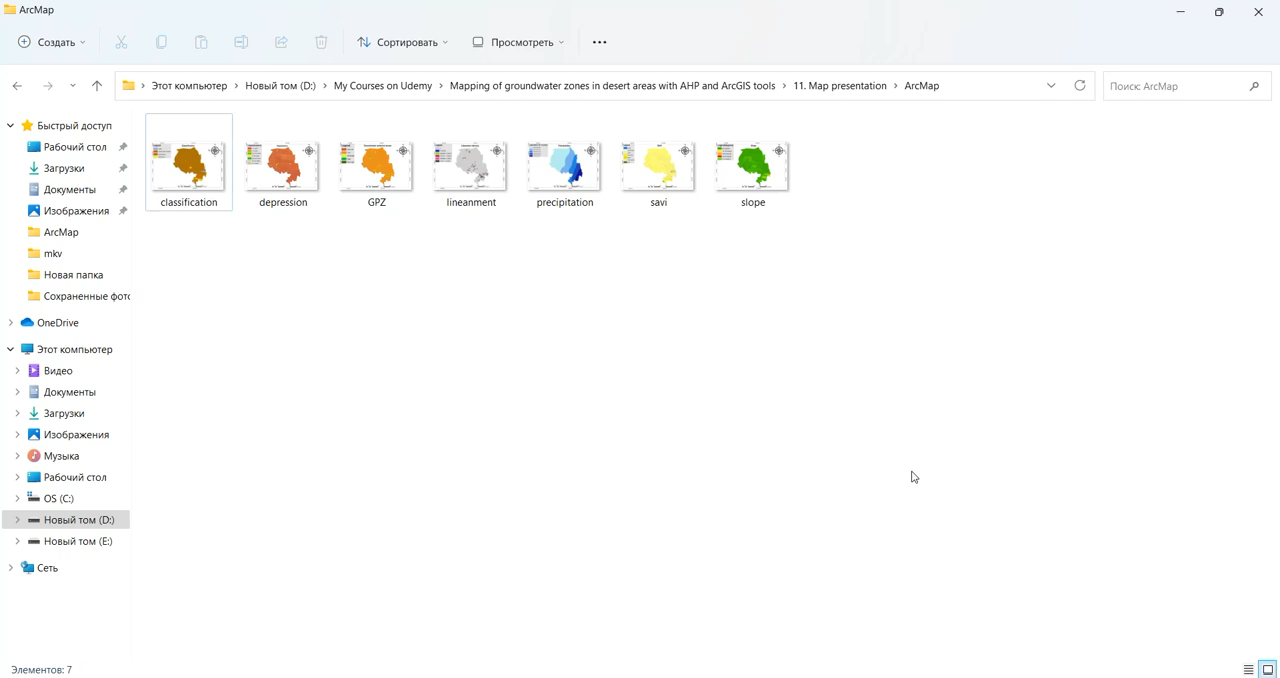 ArcMap
Создать
Сортировать
Просмотреть
Этот компьютер
Новый том (D:)
My Courses on Udemy
Mapping of groundwater zones in desert areas with AHP and ArcGIS tools
11. Map presentation
ArcMap
Поиск: ArcMap
Быстрый доступ
Рабочий стол
Загрузки
Документы
Изображения
ArcMap
mkv
Новая папка
Сохраненные фото
OneDrive
Этот компьютер
Видео
Документы
Загрузки
Изображения
Музыка
Рабочий стол
OS (C:)
Новый том (D:)
Новый том (E:)
Сеть
classification
depression
GPZ
lineanment
precipitation
savi
slope
Элементов: 7